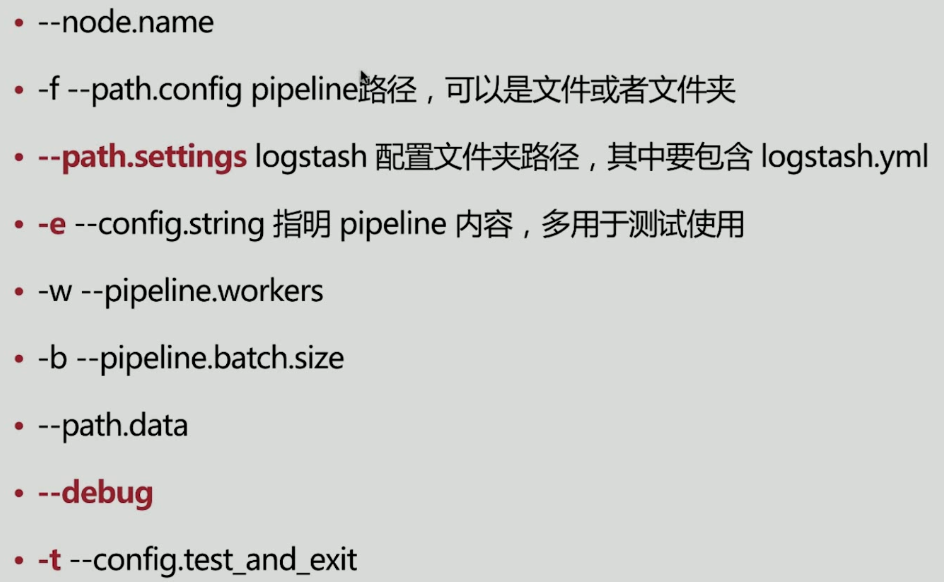 • --node.name
• -f --path.config pipeline路径，可以是文件或者文件夹
• --path.settings logstash 配置文件夹路径，其中要包含 logstash.yml
• -e --config.string 指明 pipeline 内容，多用于测试使用
• -w --pipeline.workers
• -b --pipeline.batch.size
• --path.data
• --debug
• -t --config.test_and_exit